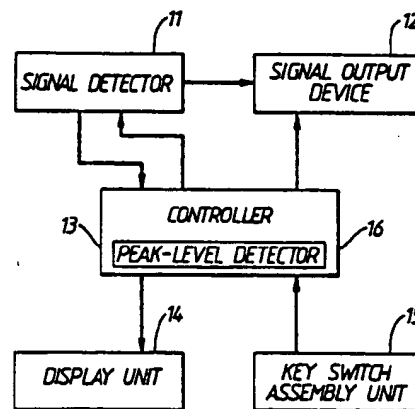 11
SIGNAL DETECTOR
12
SIGNAL OUTPUT
DEVICE
CONTROLLER
13
16
PEAK-LEVEL DETECTOR
14
DISPLAY UNIT
15
KEY SWITCH
ASSEMBLY UNIT